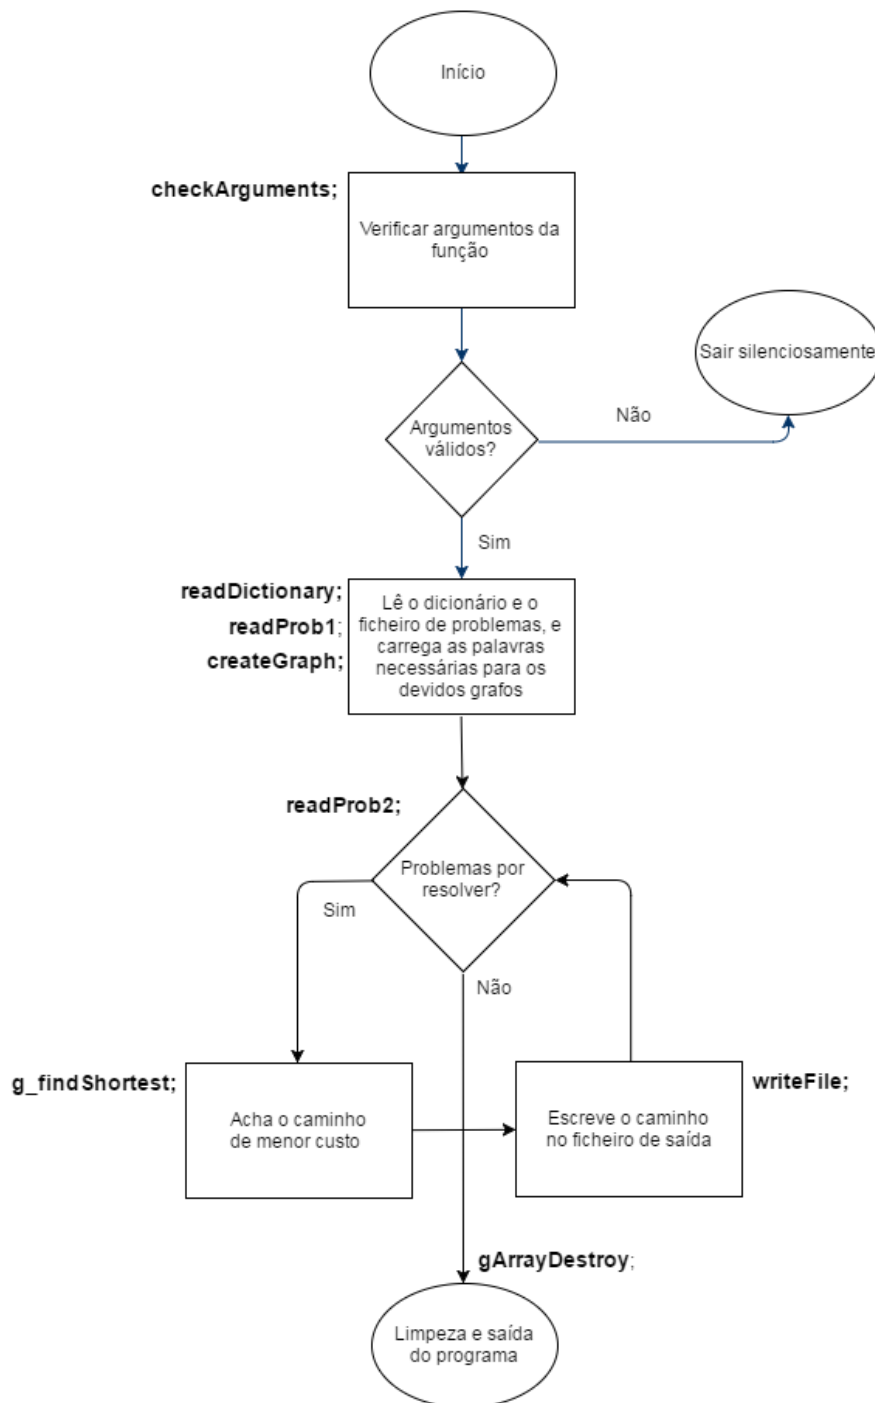 Início
checkArguments;
Verificar argumentos da
função
Sair silenciosamente
Não
Argumentos
válidos?
Sim
readDictionary;
readProb1;
createGraph;
Lê o dicionário e o
ficheiro de problemas, e
carrega as palavras
necessárias para os
devidos grafos
readProb2;
Problemas por
resolver?
Sim
Não
g_findShortest;
Acha o caminho
de menor custo
Escreve o caminho
no ficheiro de saída
writeFile;
gArrayDestroy;
Limpeza e saída
do programa